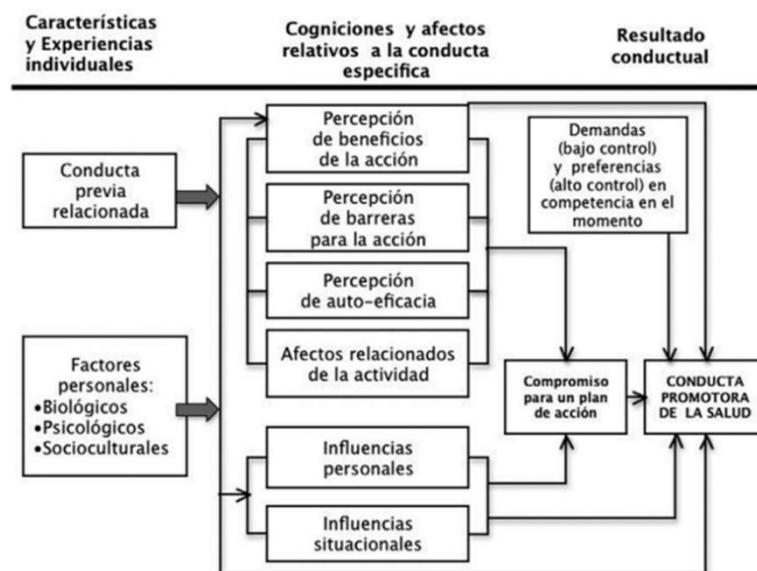 Características
y Experiencias
individuales
Cogniciones y afectos
relativos a la conducta
especifica
Resultado
conductual
Conducta
previa
relacionada
Factores
personales:
•Biológicos
•Psicológicos
•Socioculturales
Percepción
de beneficios
de la acción
Percepción
de barreras
para la acción
Percepción
de auto-eficacia
Afectos relacionados
de la actividad
Influencias
personales
Influencias
situacionales
Demandas
(bajo control)
y preferencias
(alto control) en
competencia en el
momento
Compromiso
para un plan
de acción
CONDUCTA
PROMOTORA
DE LA SALUD